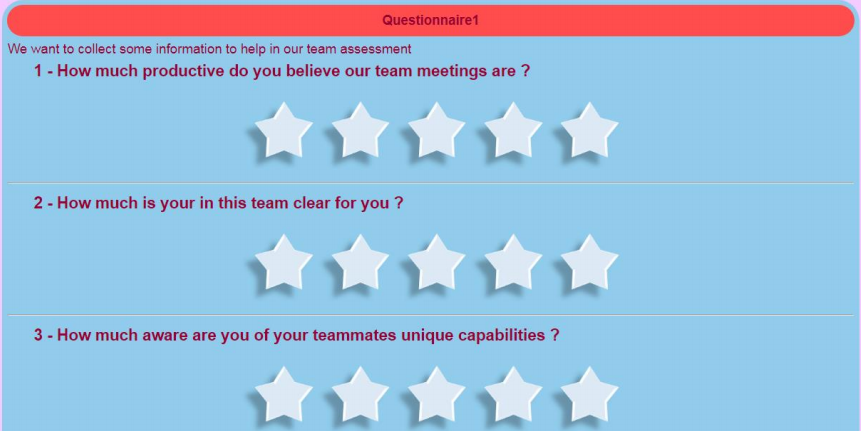 Questionnaire1
We want to collect some information to help in our team assessment
1 - How much productive do you believe our team meetings are ?
2 - How much is your in this team clear for you ?
3 - How much aware are you of your teammates unique capabilities ?